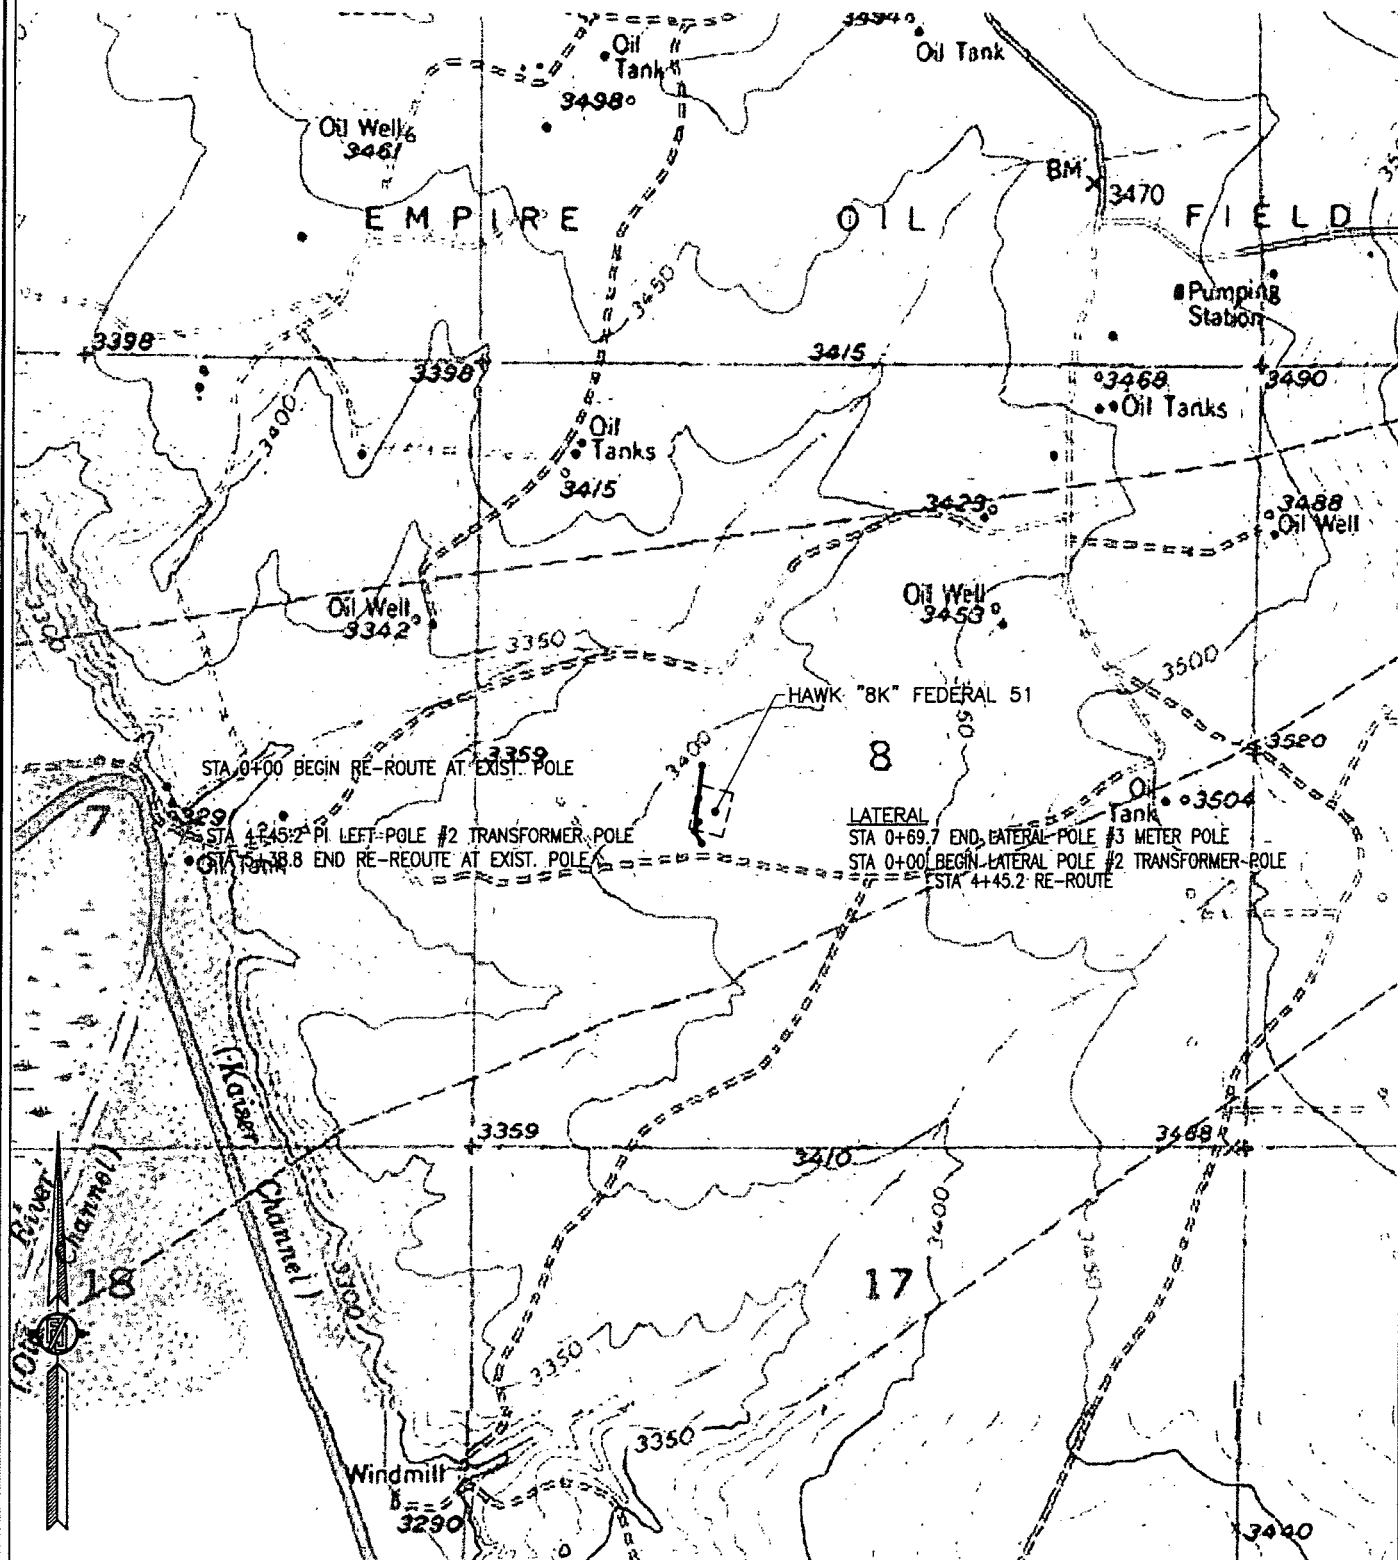 Oil
Tank
Oil Tank
3498
Oil Well
3461
BM
3470
EMPIRE OIL FIELD
3450
Pumping
Station
3398
3398
3415
3468
3490
Oil Tanks
3400
Oil
Tanks
3415
3423
3488
Oil Well
3300
Oil Well
3342
Oil Well
3453
3350
3500
HAWK "8K" FEDERAL 51
50
3400
8
3359
3520
STA 0+00 BEGIN RE-ROUTE AT EXIST. POLE
Oil
Tank
3504
7
329
LATERAL
STA 4+45.2 PI LEFT POLE #2 TRANSFORMER POLE
STA 0+69.7 END LATERAL POLE #3 METER POLE
STA 5+38.8 END RE-REOUTE AT EXIST. POLE
Oil Tank
STA 0+00 BEGIN LATERAL POLE #2 TRANSFORMER POLE
STA 4+45.2 RE-ROUTE
(Kaiser
Channel)
3359
3410
3468
River
Channel)
(Old
3400
3450
18
3300
17
3350
3350
Windmill
3290
3440